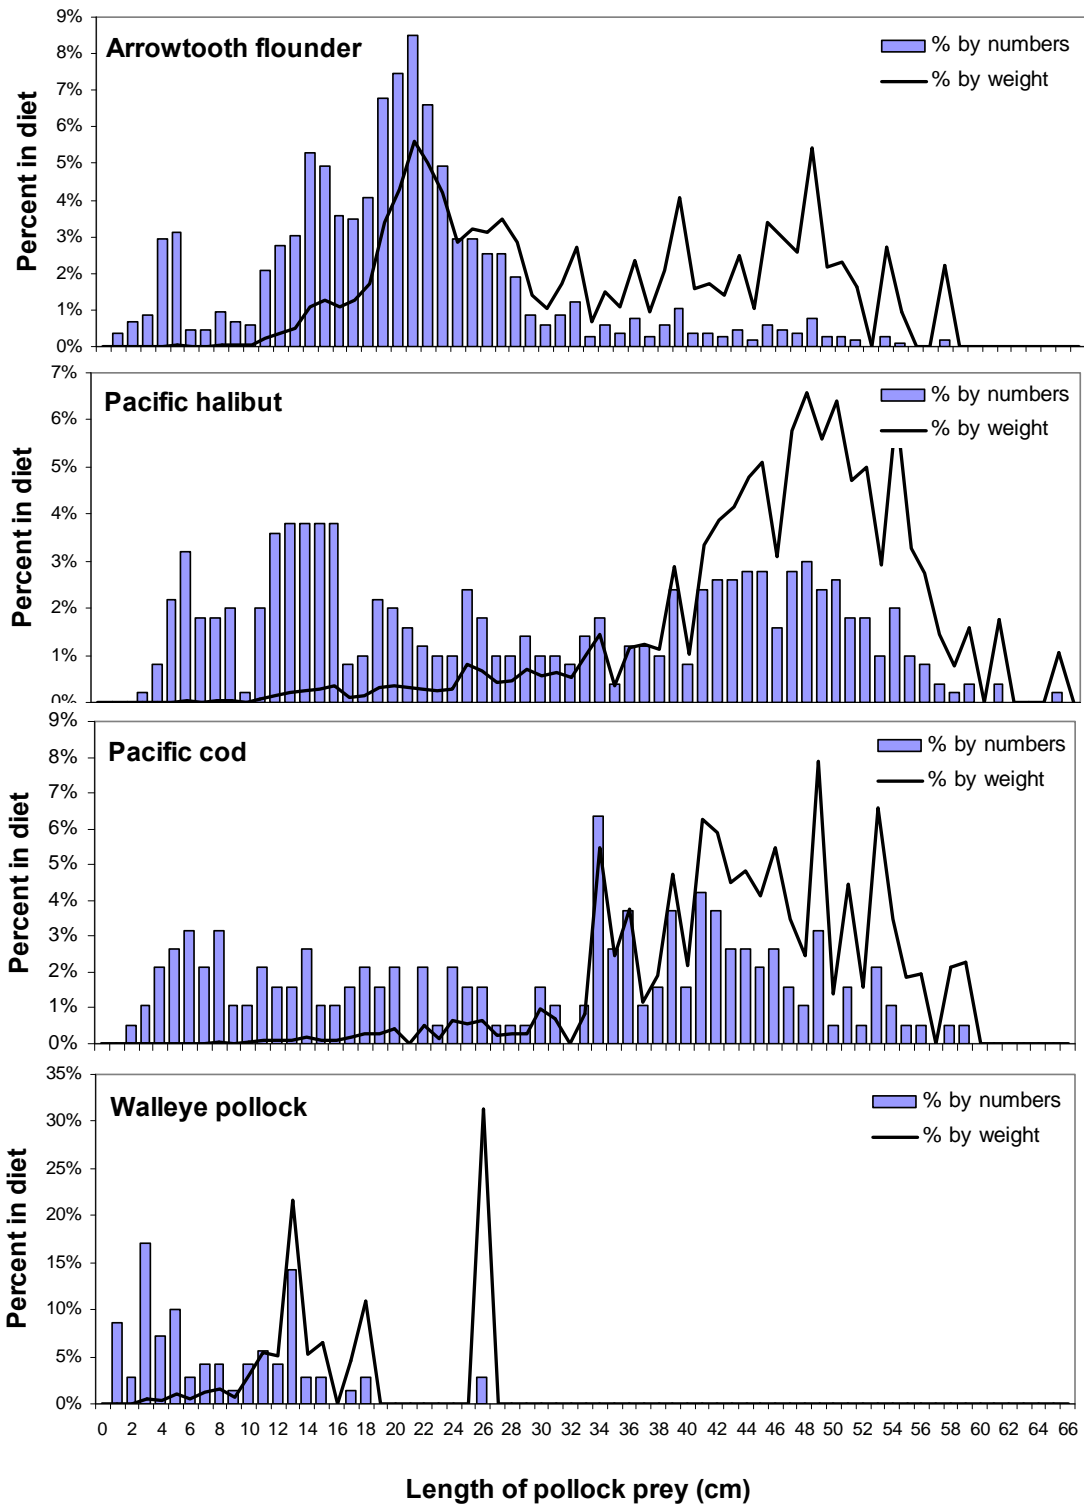 Arrowtooth flounder
% by numbers
% by weight
Percent in diet
9%
8%
7%
6%
5%
4%
3%
2%
1%
0%
Pacific halibut
% by numbers
% by weight
Percent in diet
7%
6%
5%
4%
3%
2%
1%
0%
Pacific cod
% by numbers
% by weight
Percent in diet
9%
8%
7%
6%
5%
4%
3%
2%
1%
0%
Walleye pollock
% by numbers
% by weight
Percent in diet
35%
30%
25%
20%
15%
10%
5%
0%
0 2 4 6 8 10 12 14 16 18 20 22 24 26 28 30 32 34 36 38 40 42 44 46 48 50 52 54 56 58 60 62 64 66
Length of pollock prey (cm)